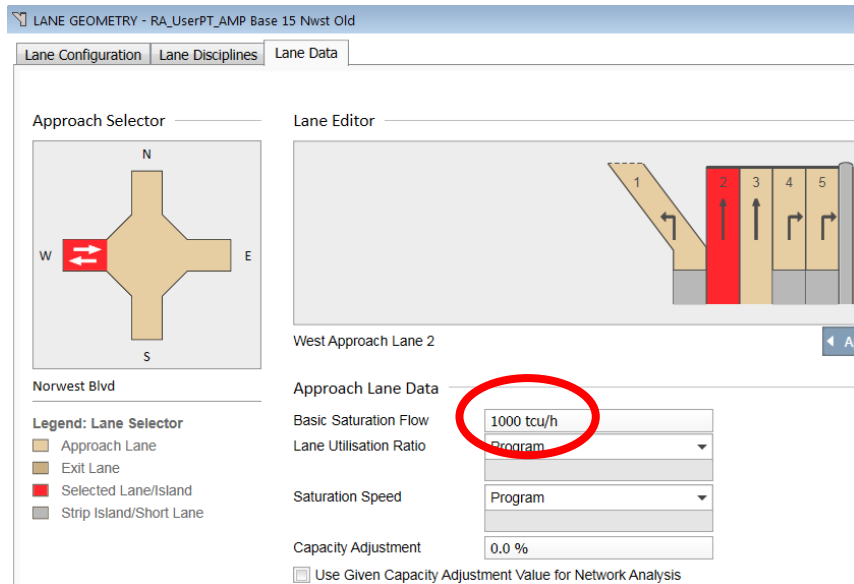 LANE GEOMETRY - RA_UserPT_AMP Base 15 Nwst Old
Lane Configuration Lane Disciplines Lane Data
Approach Selector
N
W
E
S
Norwest Blvd
Legend: Lane Selector
Approach Lane
Exit Lane
Selected Lane/Island
Strip Island/Short Lane
Lane Editor
1 2 3 4 5
West Approach Lane 2
A
Approach Lane Data
Basic Saturation Flow 1000 tcu/h
Lane Utilisation Ratio Program
Saturation Speed Program
Capacity Adjustment 0.0 %
Use Given Capacity Adjustment Value for Network Analysis